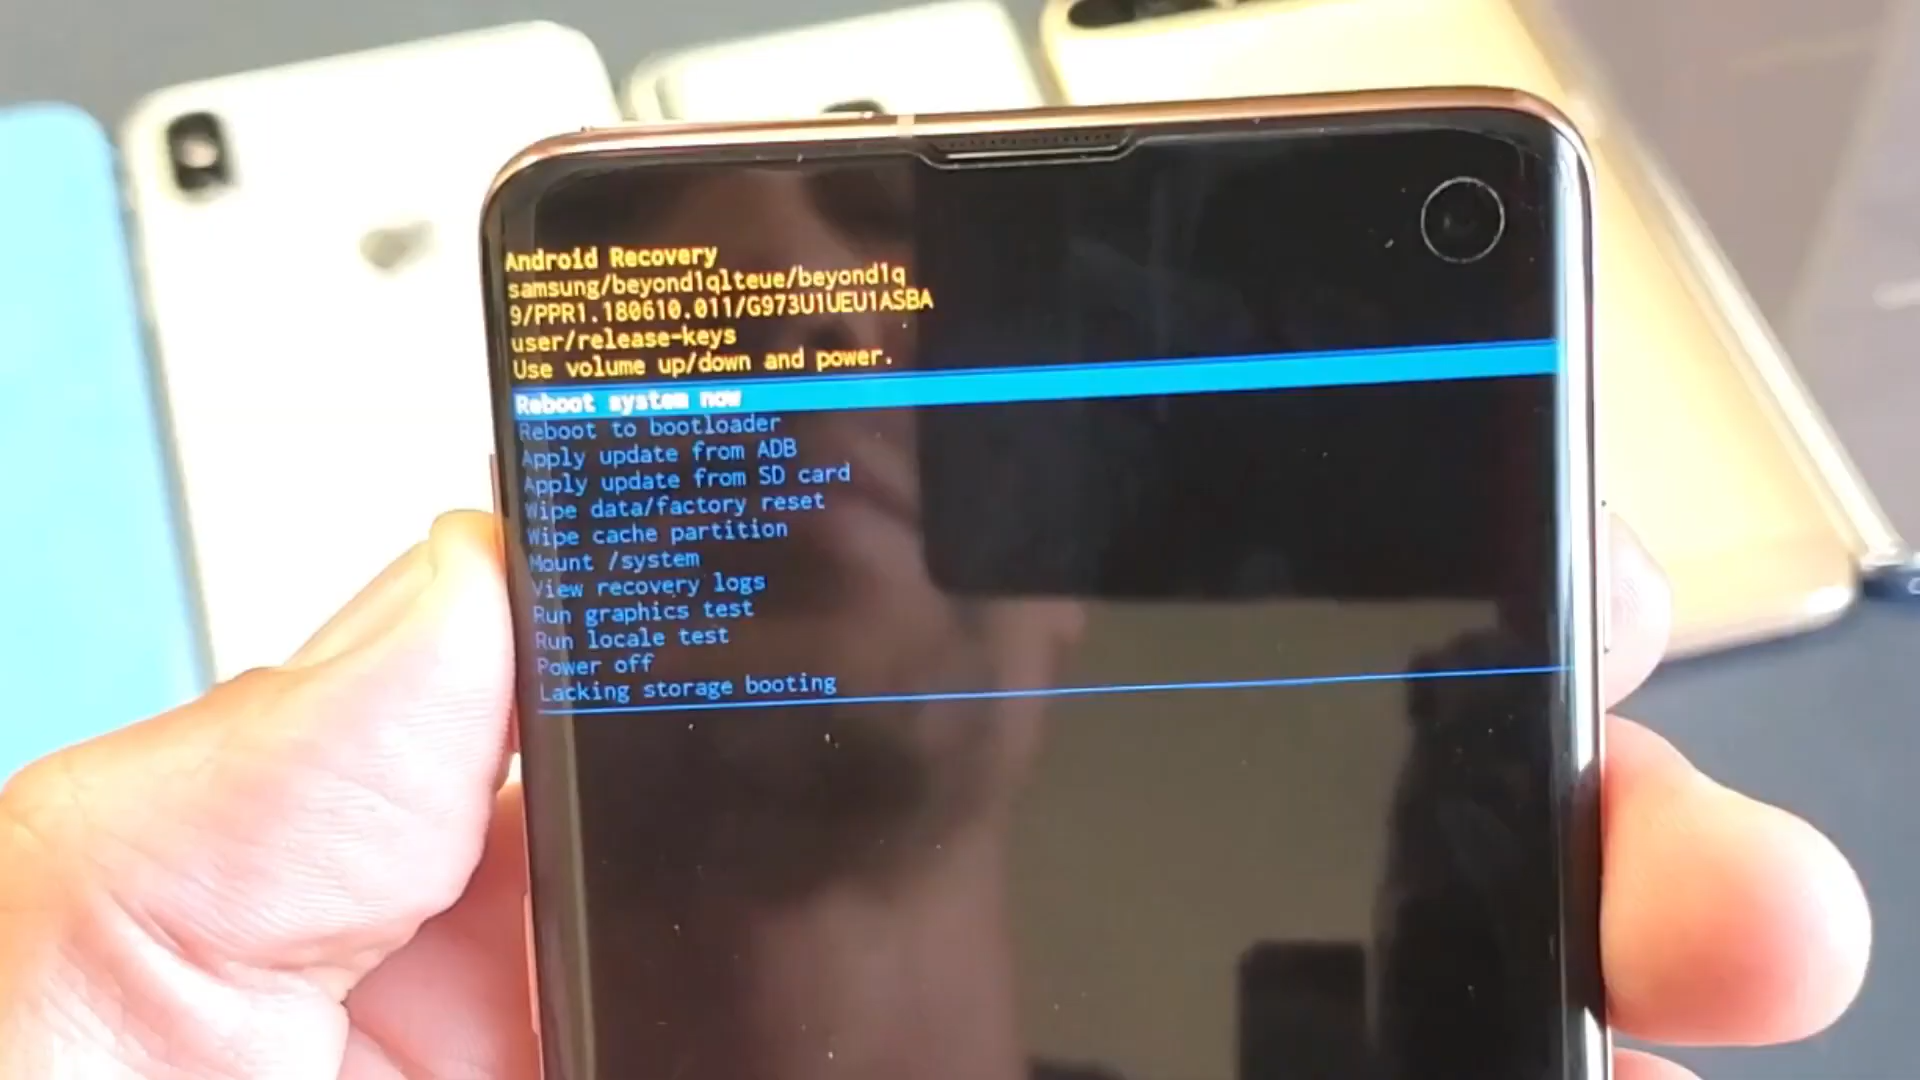 Android Recovery
samsung/beyond1qlteue/beyond1q
9/PPR1.180610.011/G973U1UEU1ASBA
user/release-keys
Use volume up/down and power.
Reboot system now
Reboot to bootloader
Apply update from ADB
Apply update from SD card
Wipe data/factory reset
Wipe cache partition
Mount /system
View recovery logs
Run graphics test
Run locale test
Power off
Lacking storage booting